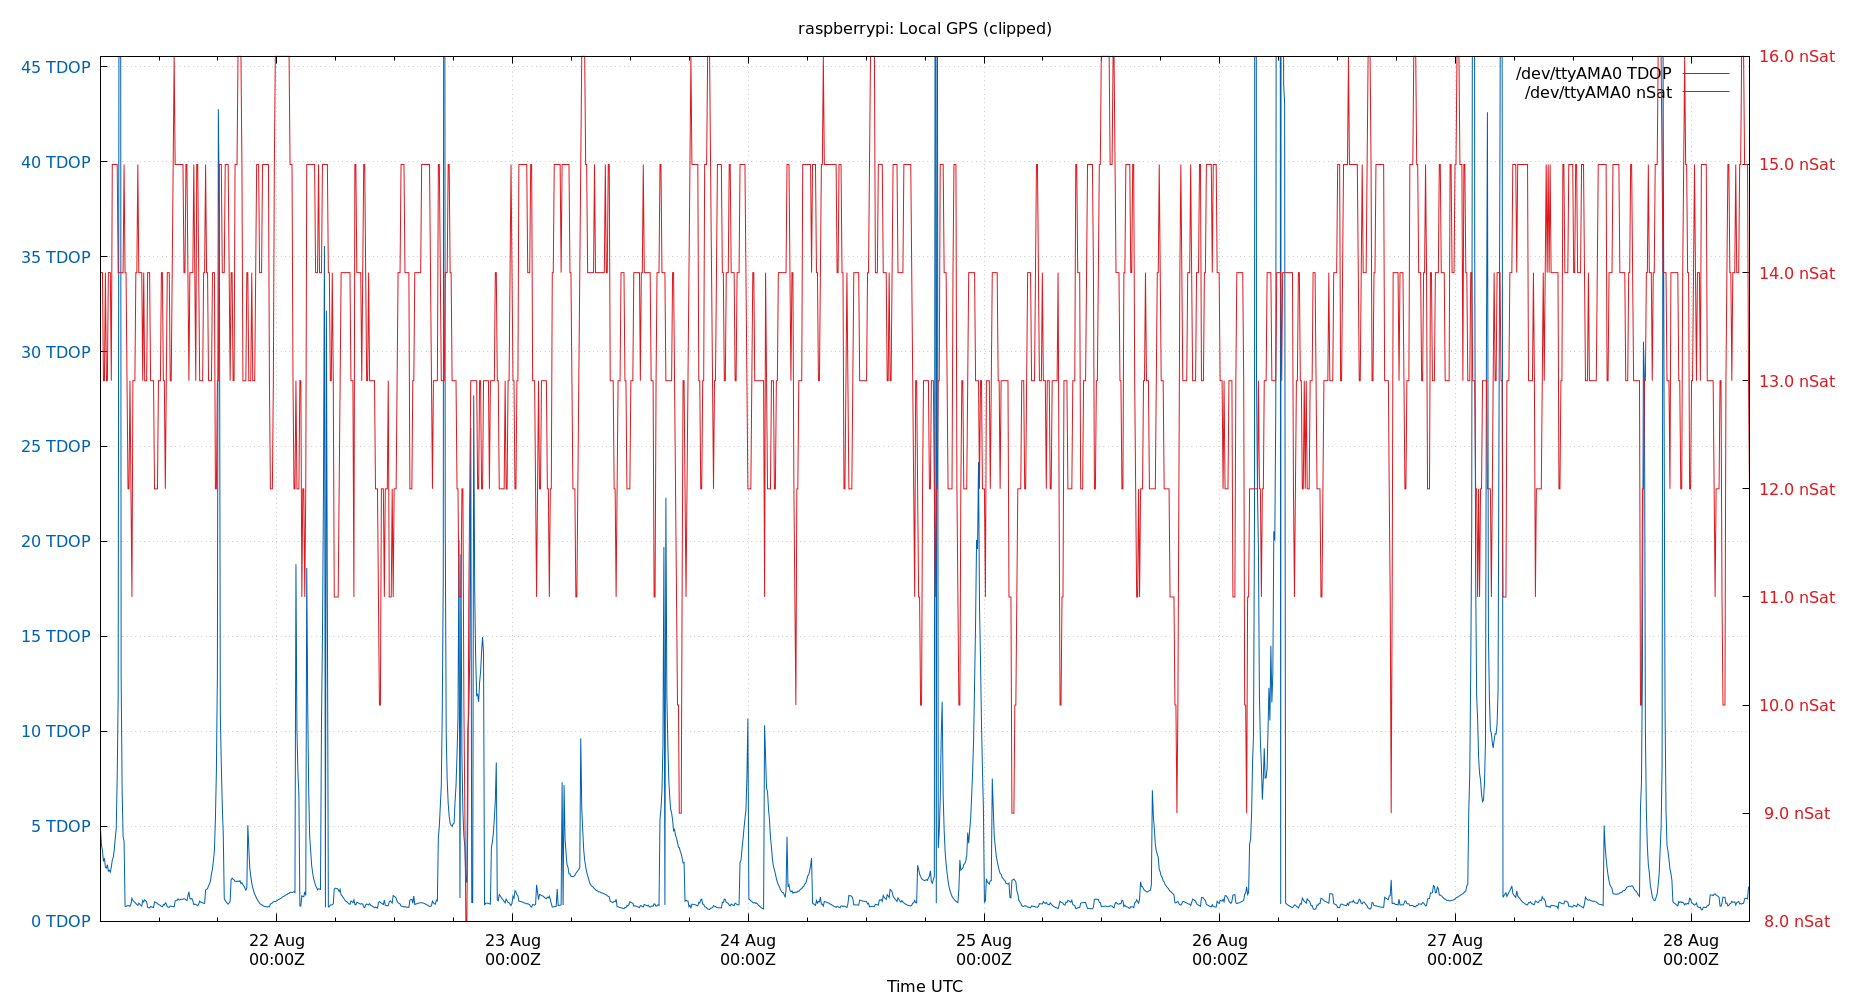 raspberrypi: Local GPS (clipped)
/dev/ttyAMA0 TDOP
/dev/ttyAMA0 nSat
45 TDOP
40 TDOP
35 TDOP
30 TDOP
25 TDOP
20 TDOP
15 TDOP
10 TDOP
5 TDOP
0 TDOP
16.0 nSat
15.0 nSat
14.0 nSat
13.0 nSat
12.0 nSat
11.0 nSat
10.0 nSat
9.0 nSat
8.0 nSat
22 Aug
00:00Z
23 Aug
00:00Z
24 Aug
00:00Z
25 Aug
00:00Z
26 Aug
00:00Z
27 Aug
00:00Z
28 Aug
00:00Z
Time UTC